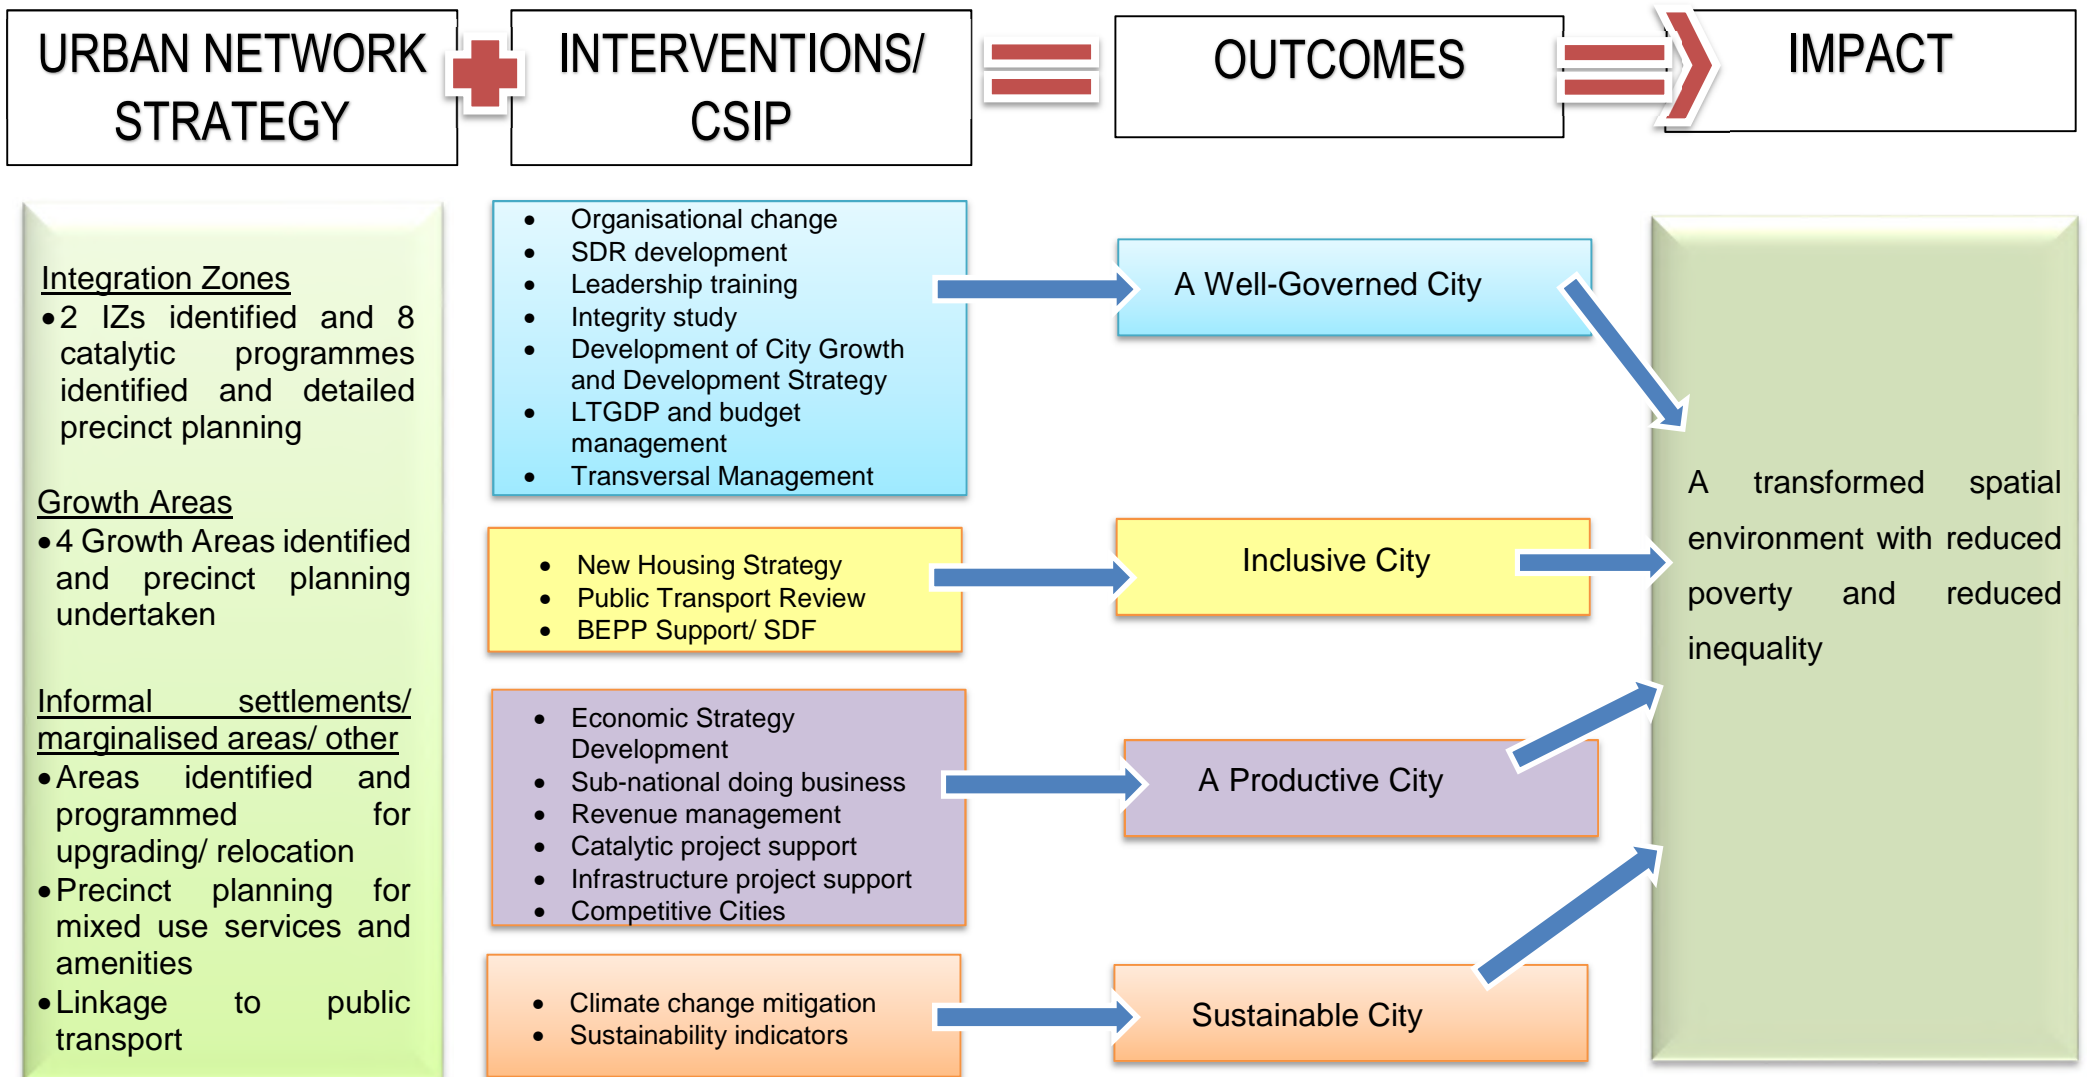 URBAN NETWORK
STRATEGY
INTERVENTIONS/
CSIP
OUTCOMES
IMPACT
Integration Zones
•2 IZs identified and 8
catalytic programmes
identified and detailed
precinct planning
Growth Areas
•4 Growth Areas identified
and precinct planning
undertaken
Informal settlements/
marginalised areas/ other
•Areas identified and
programmed for
upgrading/ relocation
•Precinct planning for
mixed use services and
amenities
•Linkage to public
transport
• Organisational change
• SDR development
• Leadership training
• Integrity study
• Development of City Growth
and Development Strategy
• LTGDP and budget
management
• Transversal Management
• New Housing Strategy
• Public Transport Review
• BEPP Support/ SDF
• Economic Strategy
Development
• Sub-national doing business
• Revenue management
• Catalytic project support
• Infrastructure project support
• Competitive Cities
• Climate change mitigation
• Sustainability indicators
A Well-Governed City
Inclusive City
A Productive City
Sustainable City
A transformed spatial
environment with reduced
poverty and reduced
inequality